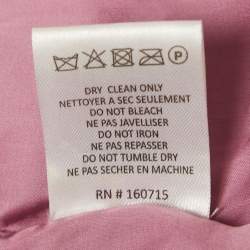 P
DRY CLEAN ONLY
NETTOYER A SEC SEULEMENT
DO NOT BLEACH
NE PAS JAVELLISER
DO NOT IRON
NE PAS REPASSER
DO NOT TUMBLE DRY
NE PAS SECHER EN MACHINE
RN # 160715